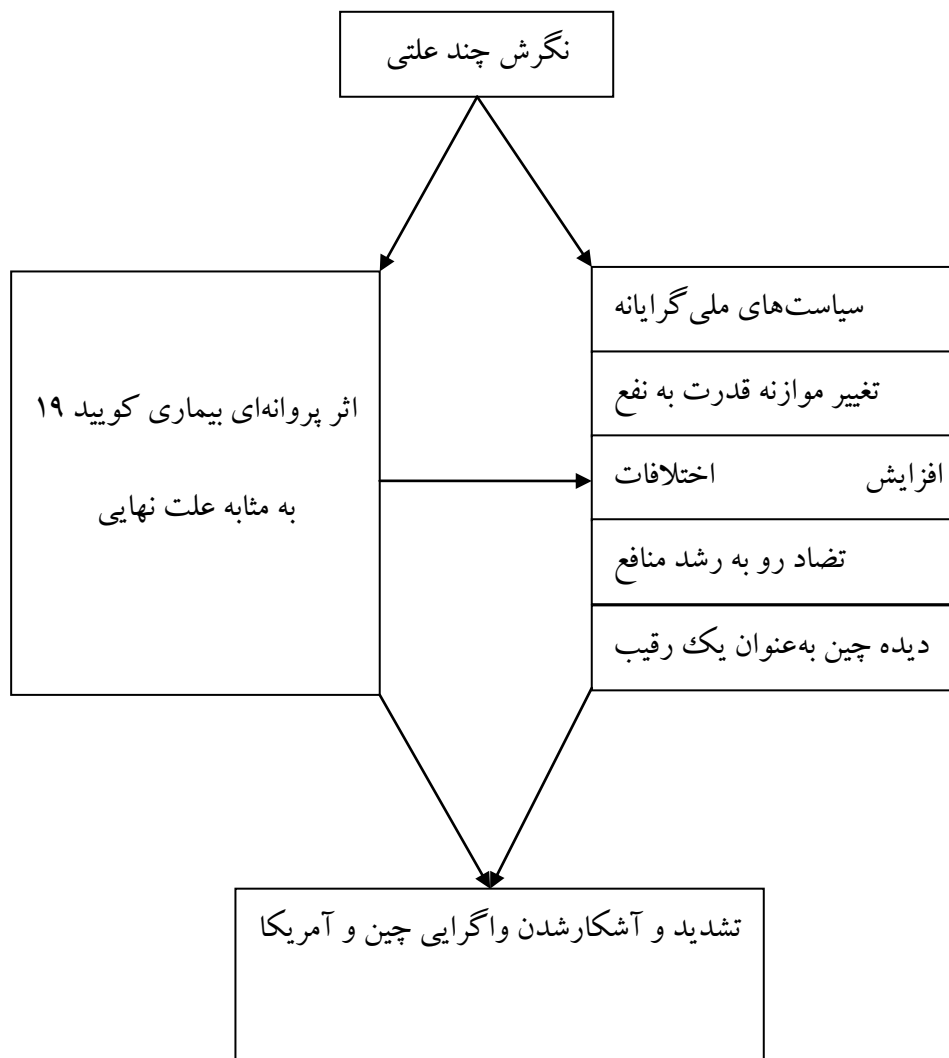 نگرش چند علتی
سیاست‌های ملی‌گرایانه
تغییر موازنه قدرت به نفع
افزایش اختلافات
تضاد رو به رشد منافع
دیده چین به‌عنوان یک رقیب
اثر پروانه‌ای بیماری کویید ۱۹
به مثابه علت نهایی
تشدید و آشکارشدن واگرایی چین و آمریکا